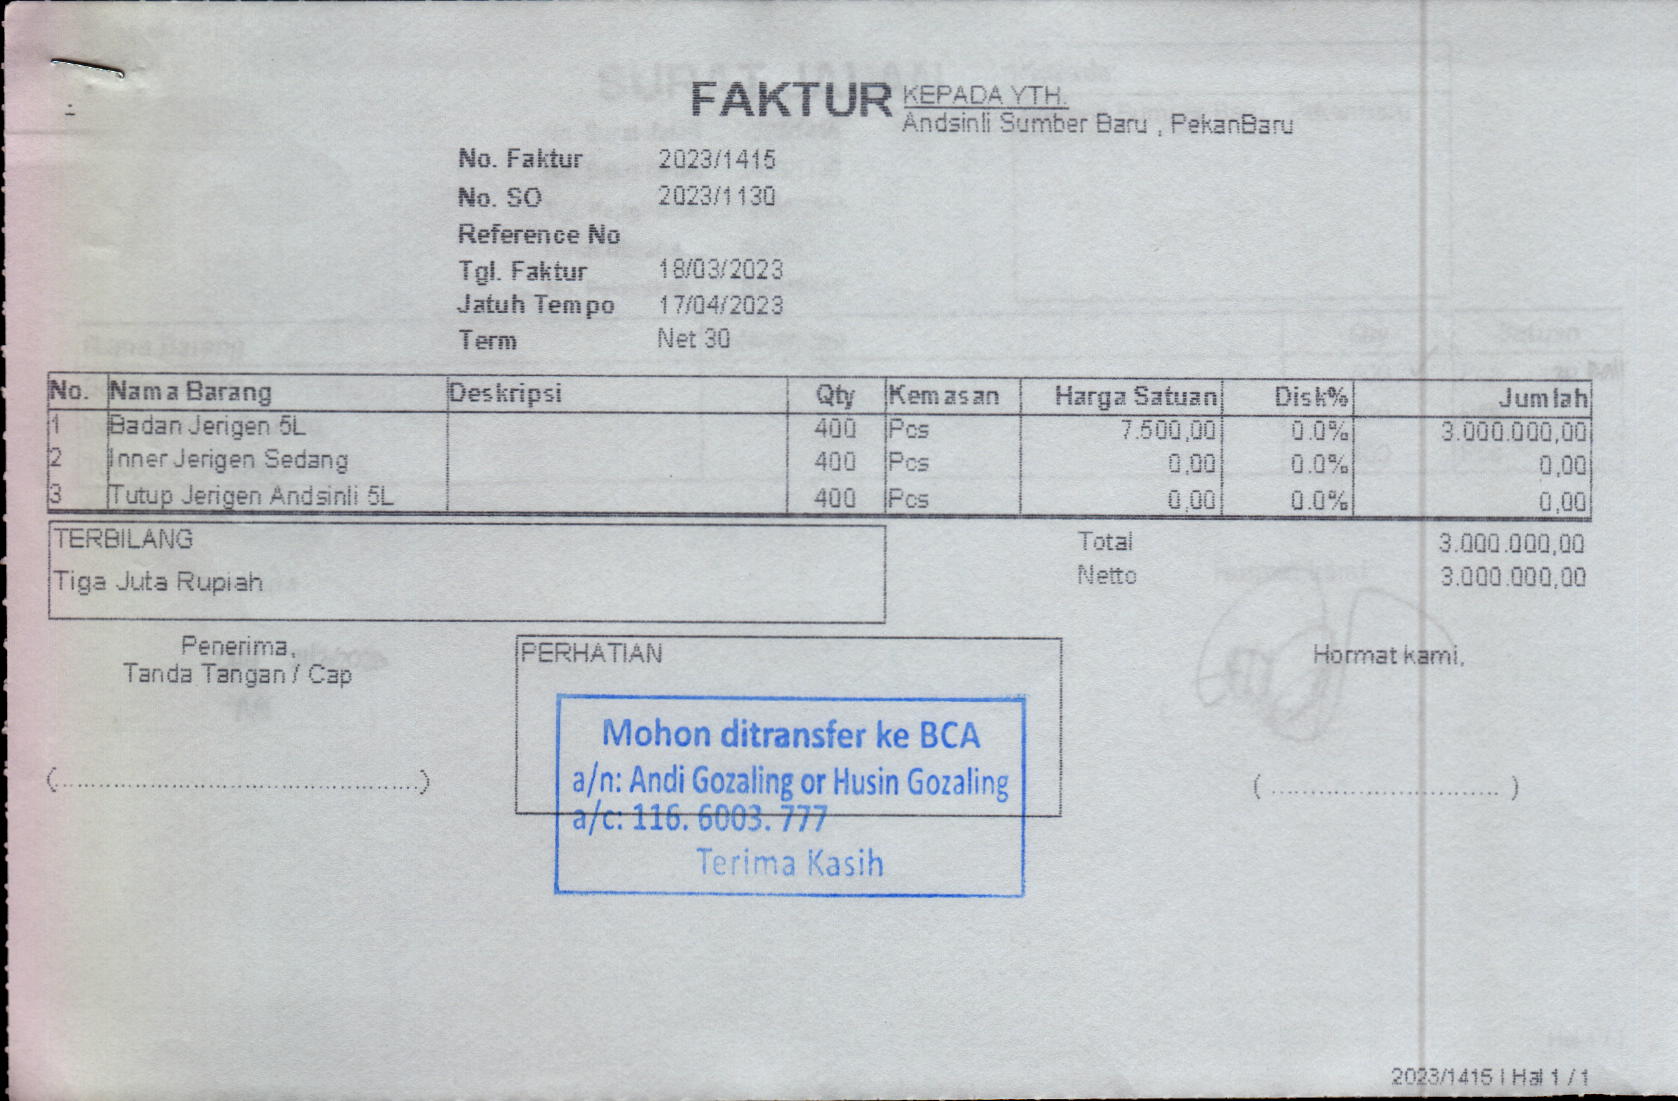 FAKTUR
KEPADA YTH.
Andsinli Sumber Baru , PekanBaru
No. Faktur 2023/1415
No. SO 2023/1130
Reference No
Tgl. Faktur 18/03/2023
Jatuh Tempo 17/04/2023
Term Net 30
No. Nama Barang Deskripsi Qty Kemasan Harga Satuan Disk% Jumlah
1 Badan Jerigen 5L 400 Pcs 7.500,00 0.0% 3.000.000,00
2 Inner Jerigen Sedang 400 Pcs 0,00 0.0% 0,00
3 Tutup Jerigen Andsinli 5L 400 Pcs 0,00 0.0% 0,00
TERBILANG
Tiga Juta Rupiah
Total 3.000.000,00
Netto 3.000.000,00
Penerima,
Tanda Tangan / Cap
(..........................................................)
PERHATIAN
Mohon ditransfer ke BCA
a/n: Andi Gozaling or Husin Gozaling
a/c: 116. 6003. 777
Terima Kasih
Hormat kami,
( .................................... )
2023/1415 | Hal 1 / 1